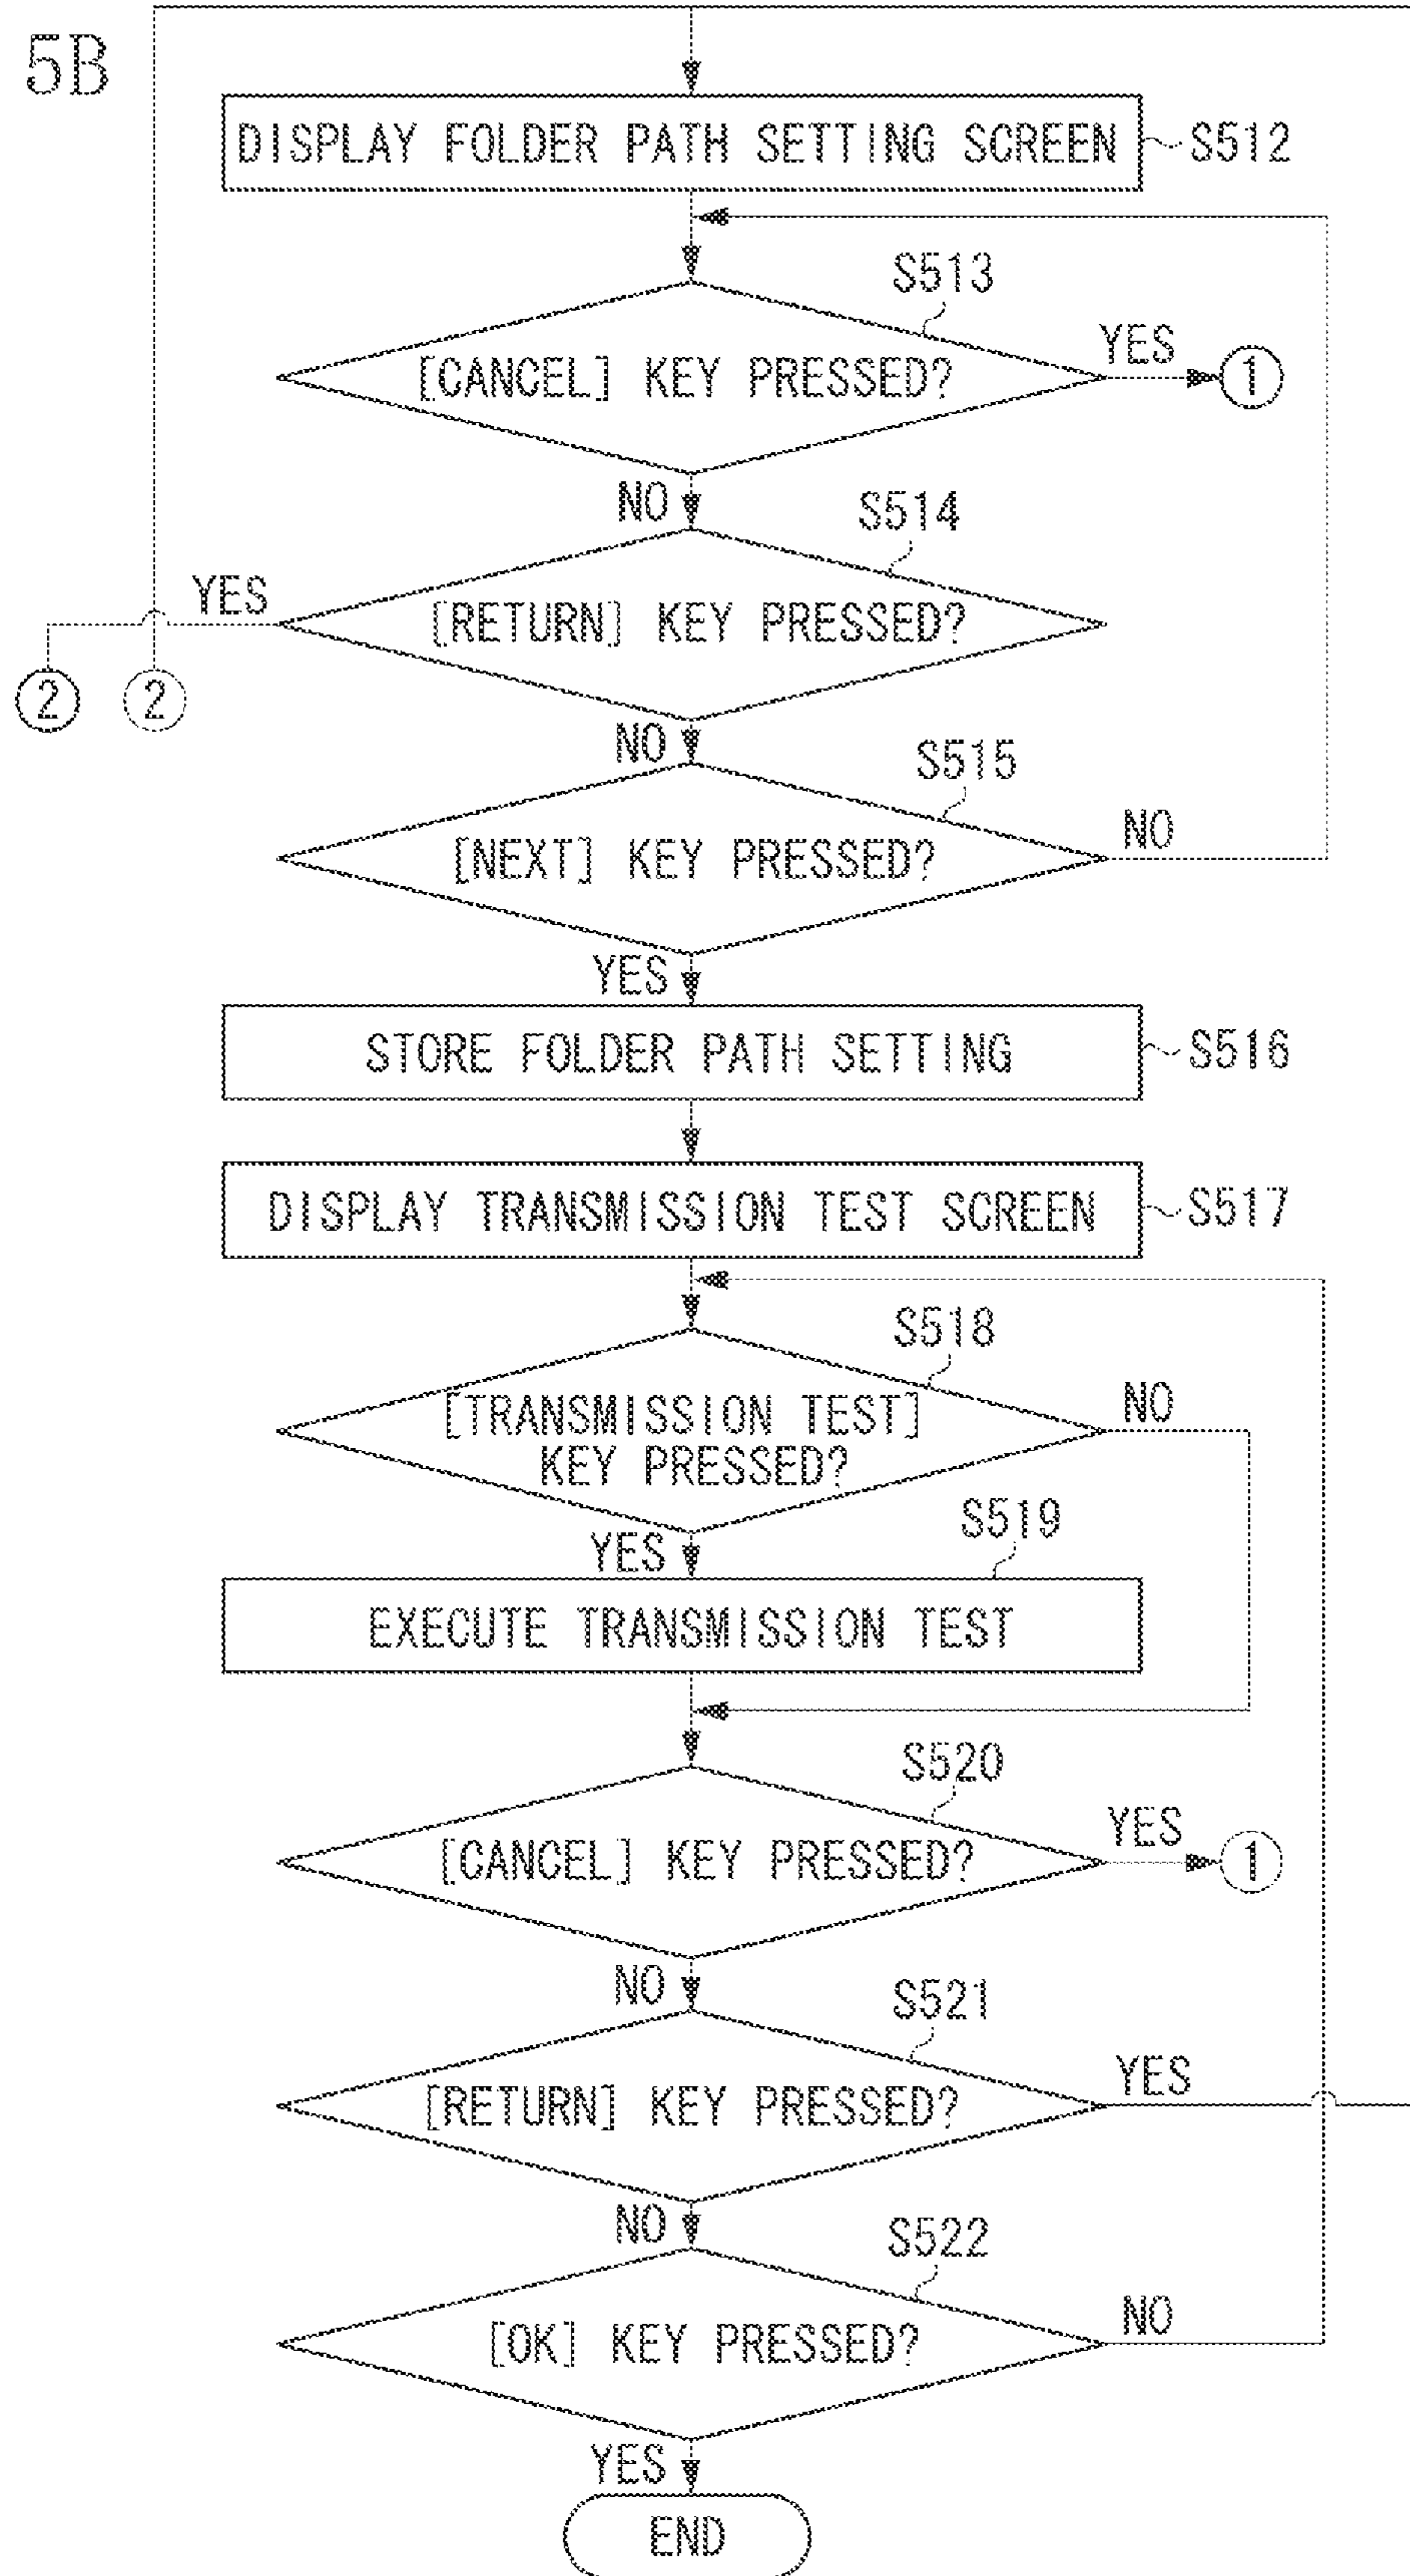 5B
DISPLAY FOLDER PATH SETTING SCREEN
S512
S513
[CANCEL] KEY PRESSED?
YES
1
NO
S514
YES
[RETURN] KEY PRESSED?
2
2
NO
S515
[NEXT] KEY PRESSED?
NO
YES
STORE FOLDER PATH SETTING
S516
DISPLAY TRANSMISSION TEST SCREEN
S517
S518
[TRANSMISSION TEST]
KEY PRESSED?
NO
YES
S519
EXECUTE TRANSMISSION TEST
S520
[CANCEL] KEY PRESSED?
YES
1
NO
S521
[RETURN] KEY PRESSED?
YES
NO
S522
[OK] KEY PRESSED?
NO
YES
END